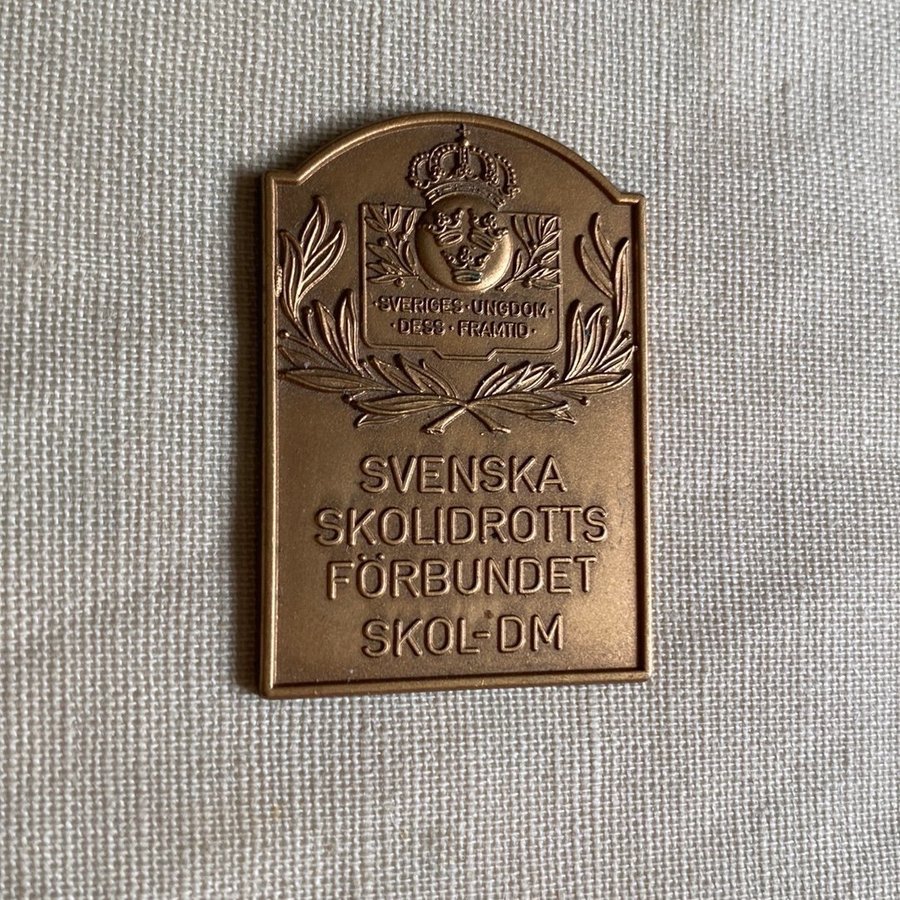 ·SVERIGES·UNGDOM·
·DESS·FRAMTID·
SVENSKA
SKOLIDROTTS
FÖRBUNDET
SKOL-DM